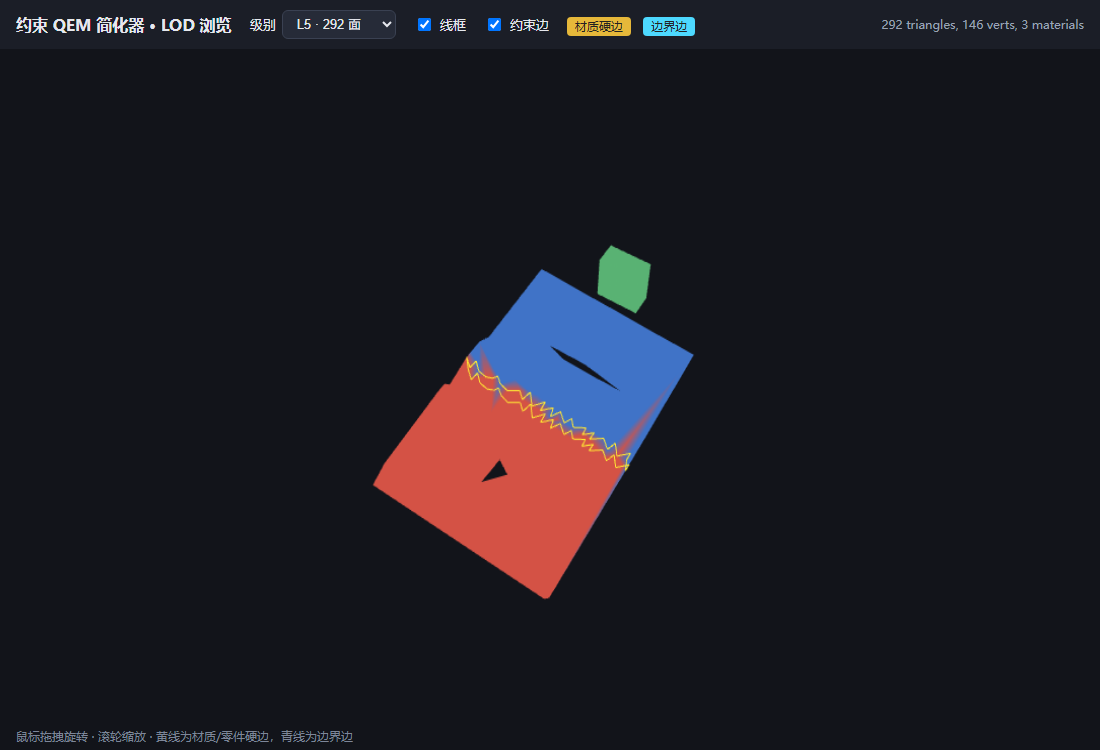 约束 QEM 简化器 • LOD 浏览 级别 L5 · 292 面 线框 约束边 材质硬边 边界边 292 triangles, 146 verts, 3 materials
鼠标拖拽旋转 · 滚轮缩放 · 黄线为材质/零件硬边，青线为边界边